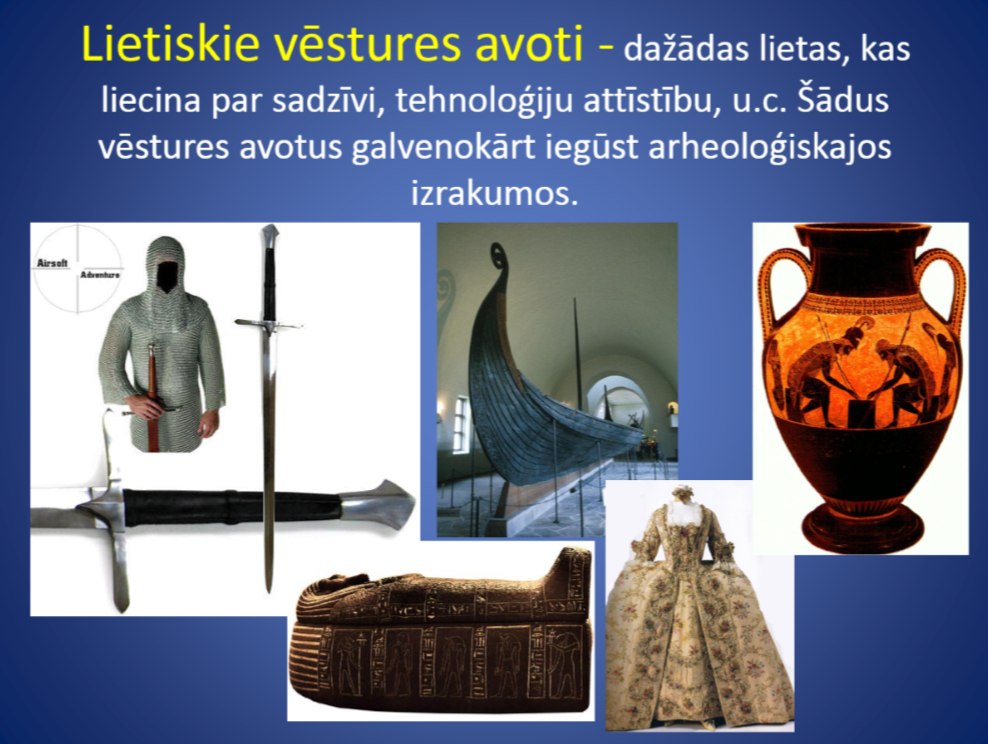 Lietiskie vēstures avoti - dažādas lietas, kas
liecina par sadzīvi, tehnoloģiju attīstību, u.c. Šādus
vēstures avotus galvenokārt iegūst arheoloģiskajos
izrakumos.
Airsoft
Adventure